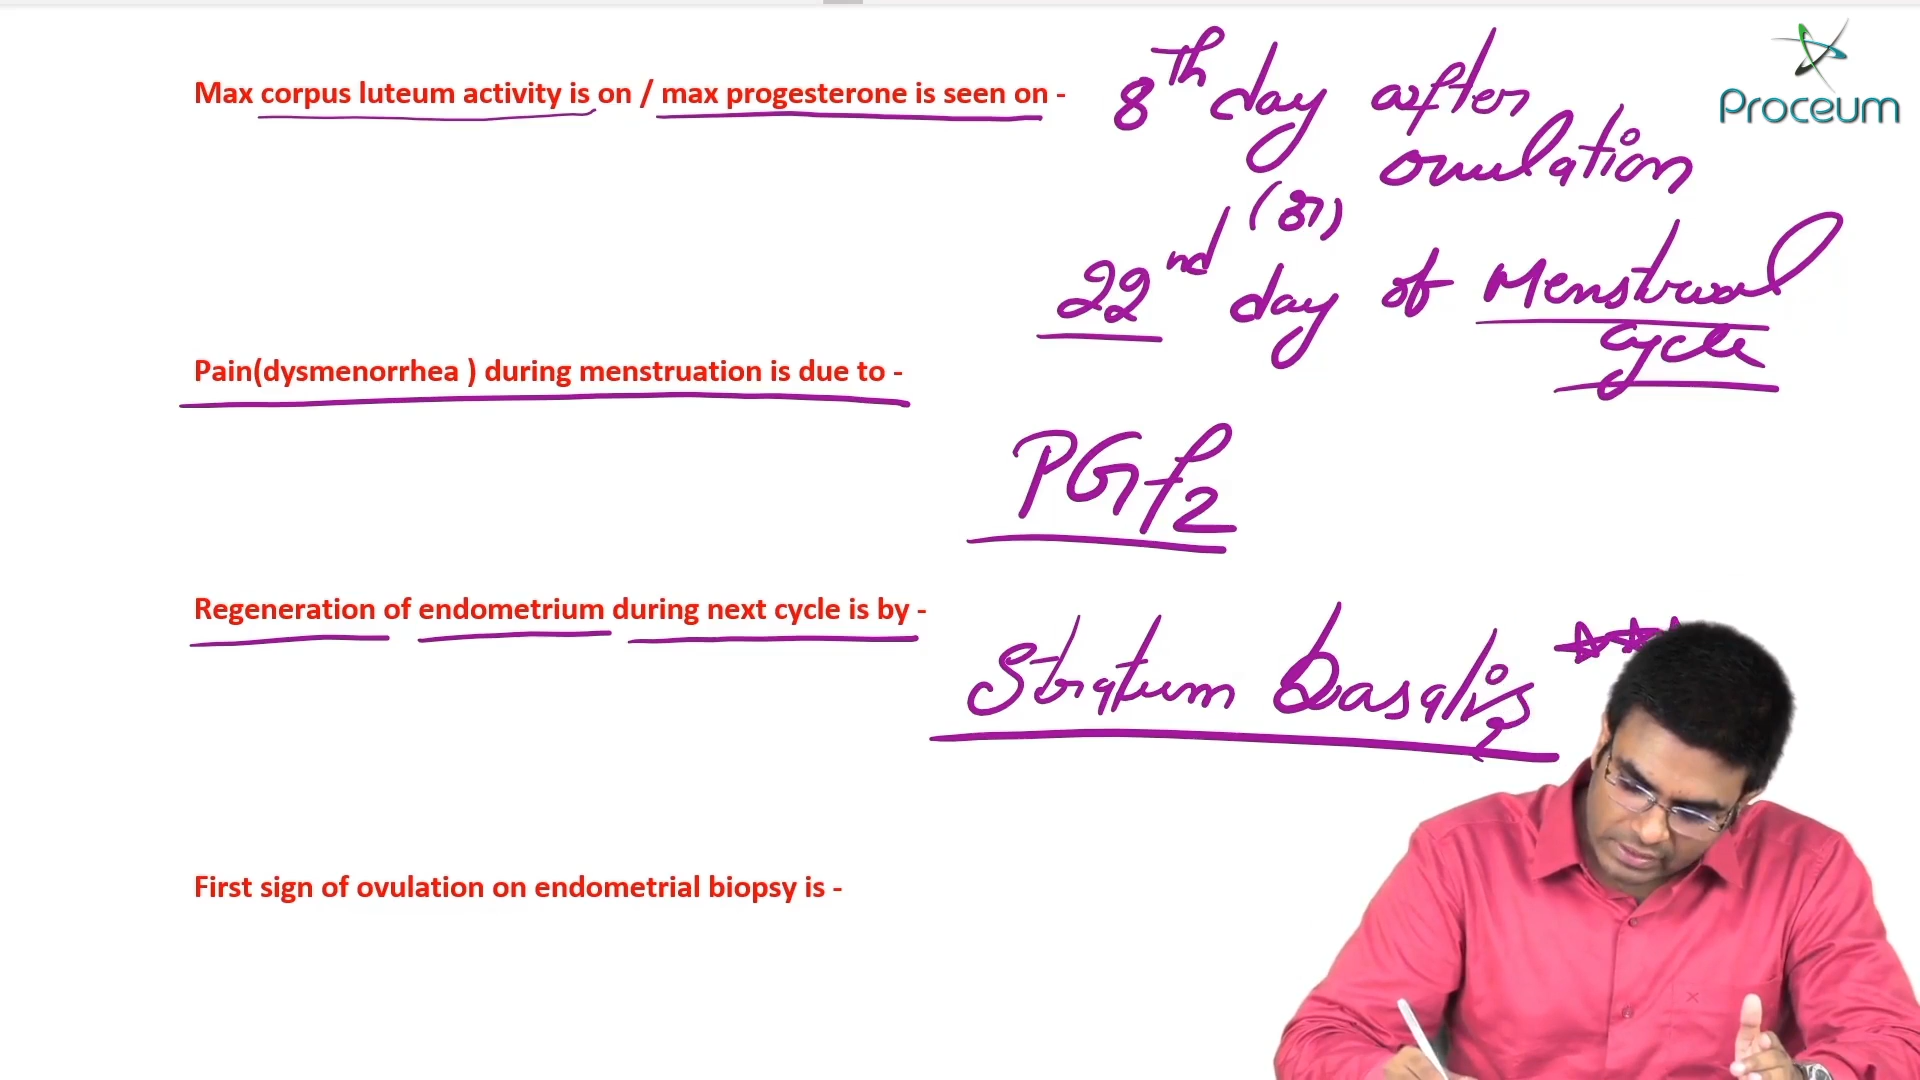 Proceum
Max corpus luteum activity is on / max progesterone is seen on -
8th day after
ovulation
(or)
22nd day of Menstrual
cycle
Pain(dysmenorrhea ) during menstruation is due to -
PGf2
Regeneration of endometrium during next cycle is by -
Stratum basalis
First sign of ovulation on endometrial biopsy is -